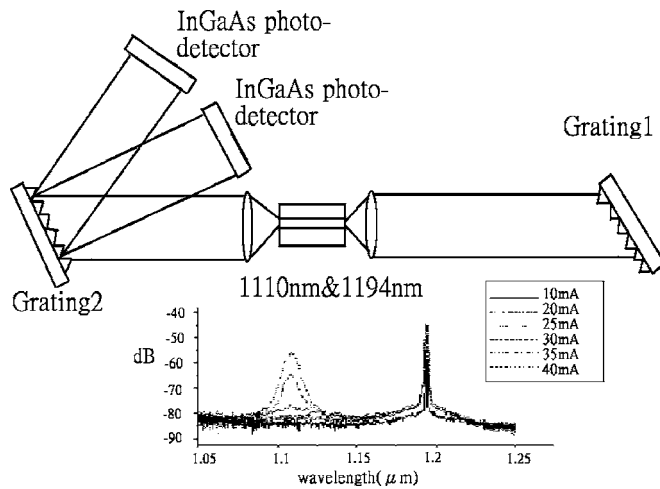 InGaAs photo-
detector
InGaAs photo-
detector
Grating1
Grating2
1110nm&1194nm
10mA
20mA
25mA
30mA
35mA
40mA
dB
-40
-50
-60
-70
-80
-90
1.05
1.1
1.15
1.2
1.25
wavelength(μm)